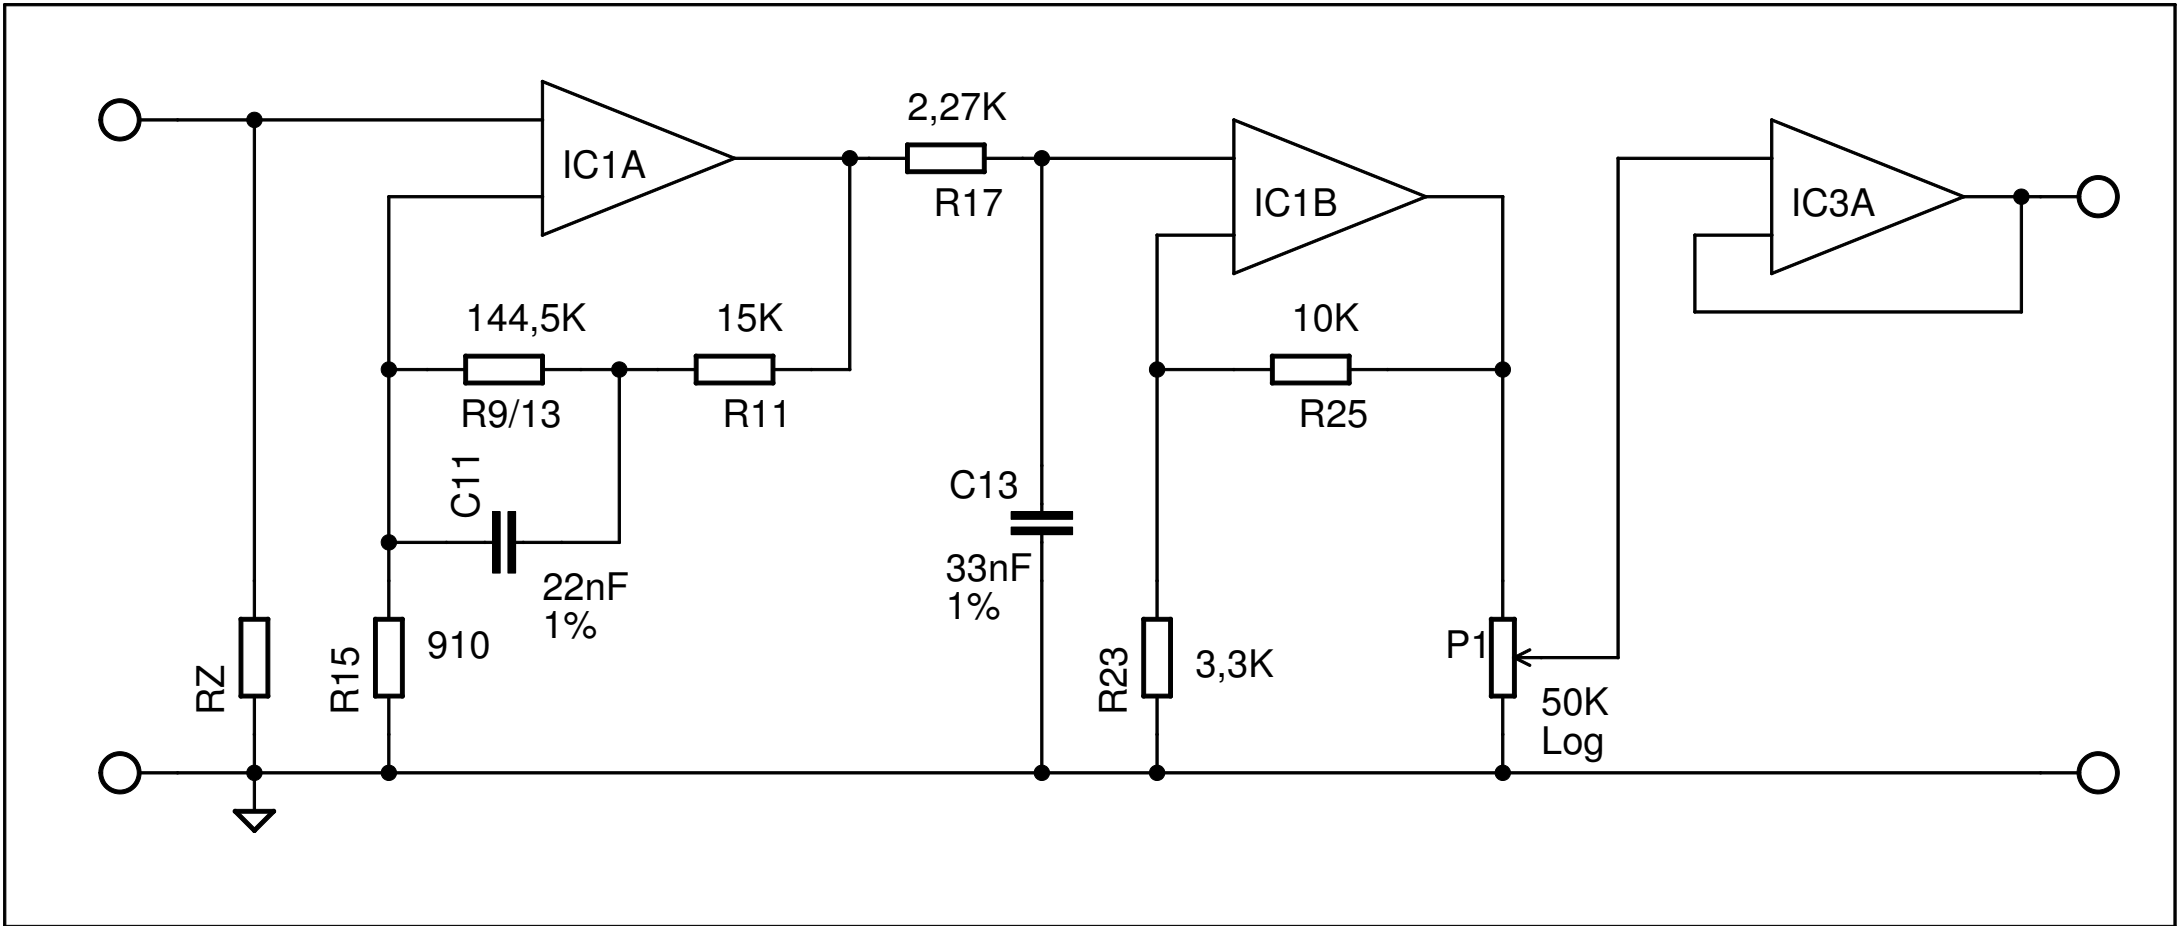 2,27K
IC1A
R17
IC1B
IC3A
144,5K
15K
10K
R9/13
R11
R25
C11
C13
22nF
1%
33nF
1%
RZ
R15
910
R23
3,3K
P1
50K
Log